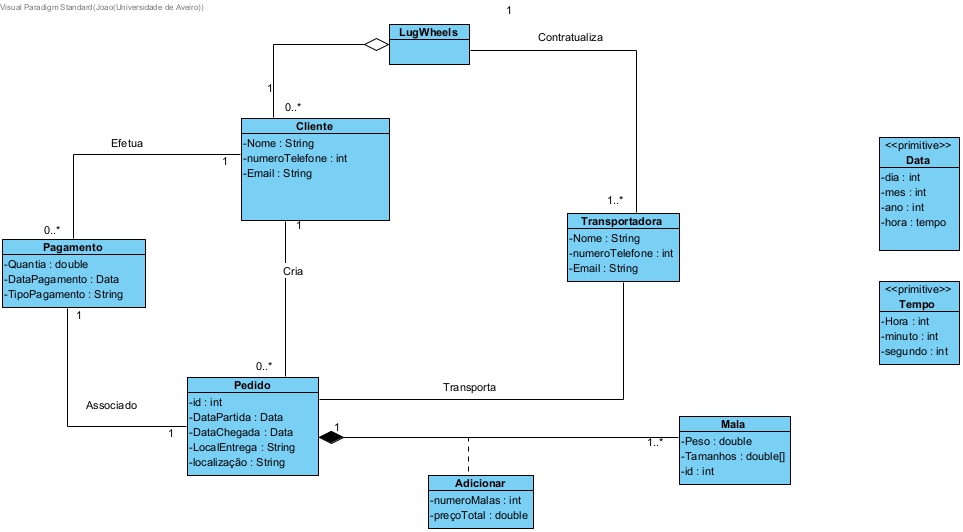 Visual Paradigm Standard(Joao(Universidade de Aveiro))
1
LugWheels
Contratualiza
1
0..*
Cliente
-Nome : String
-numeroTelefone : int
-Email : String
Efetua
1
1
0..*
Pagamento
-Quantia : double
-DataPagamento : Data
-TipoPagamento : String
1
1..*
Transportadora
-Nome : String
-numeroTelefone : int
-Email : String
<<primitive>>
Data
-dia : int
-mes : int
-ano : int
-hora : tempo
<<primitive>>
Tempo
-Hora : int
-minuto : int
-segundo : int
Cria
0..*
Pedido
-id : int
-DataPartida : Data
-DataChegada : Data
-LocalEntrega : String
-localização : String
Transporta
Associado
1
1
1..*
Mala
-Peso : double
-Tamanhos : double[]
-id : int
Adicionar
-numeroMalas : int
-preçoTotal : double